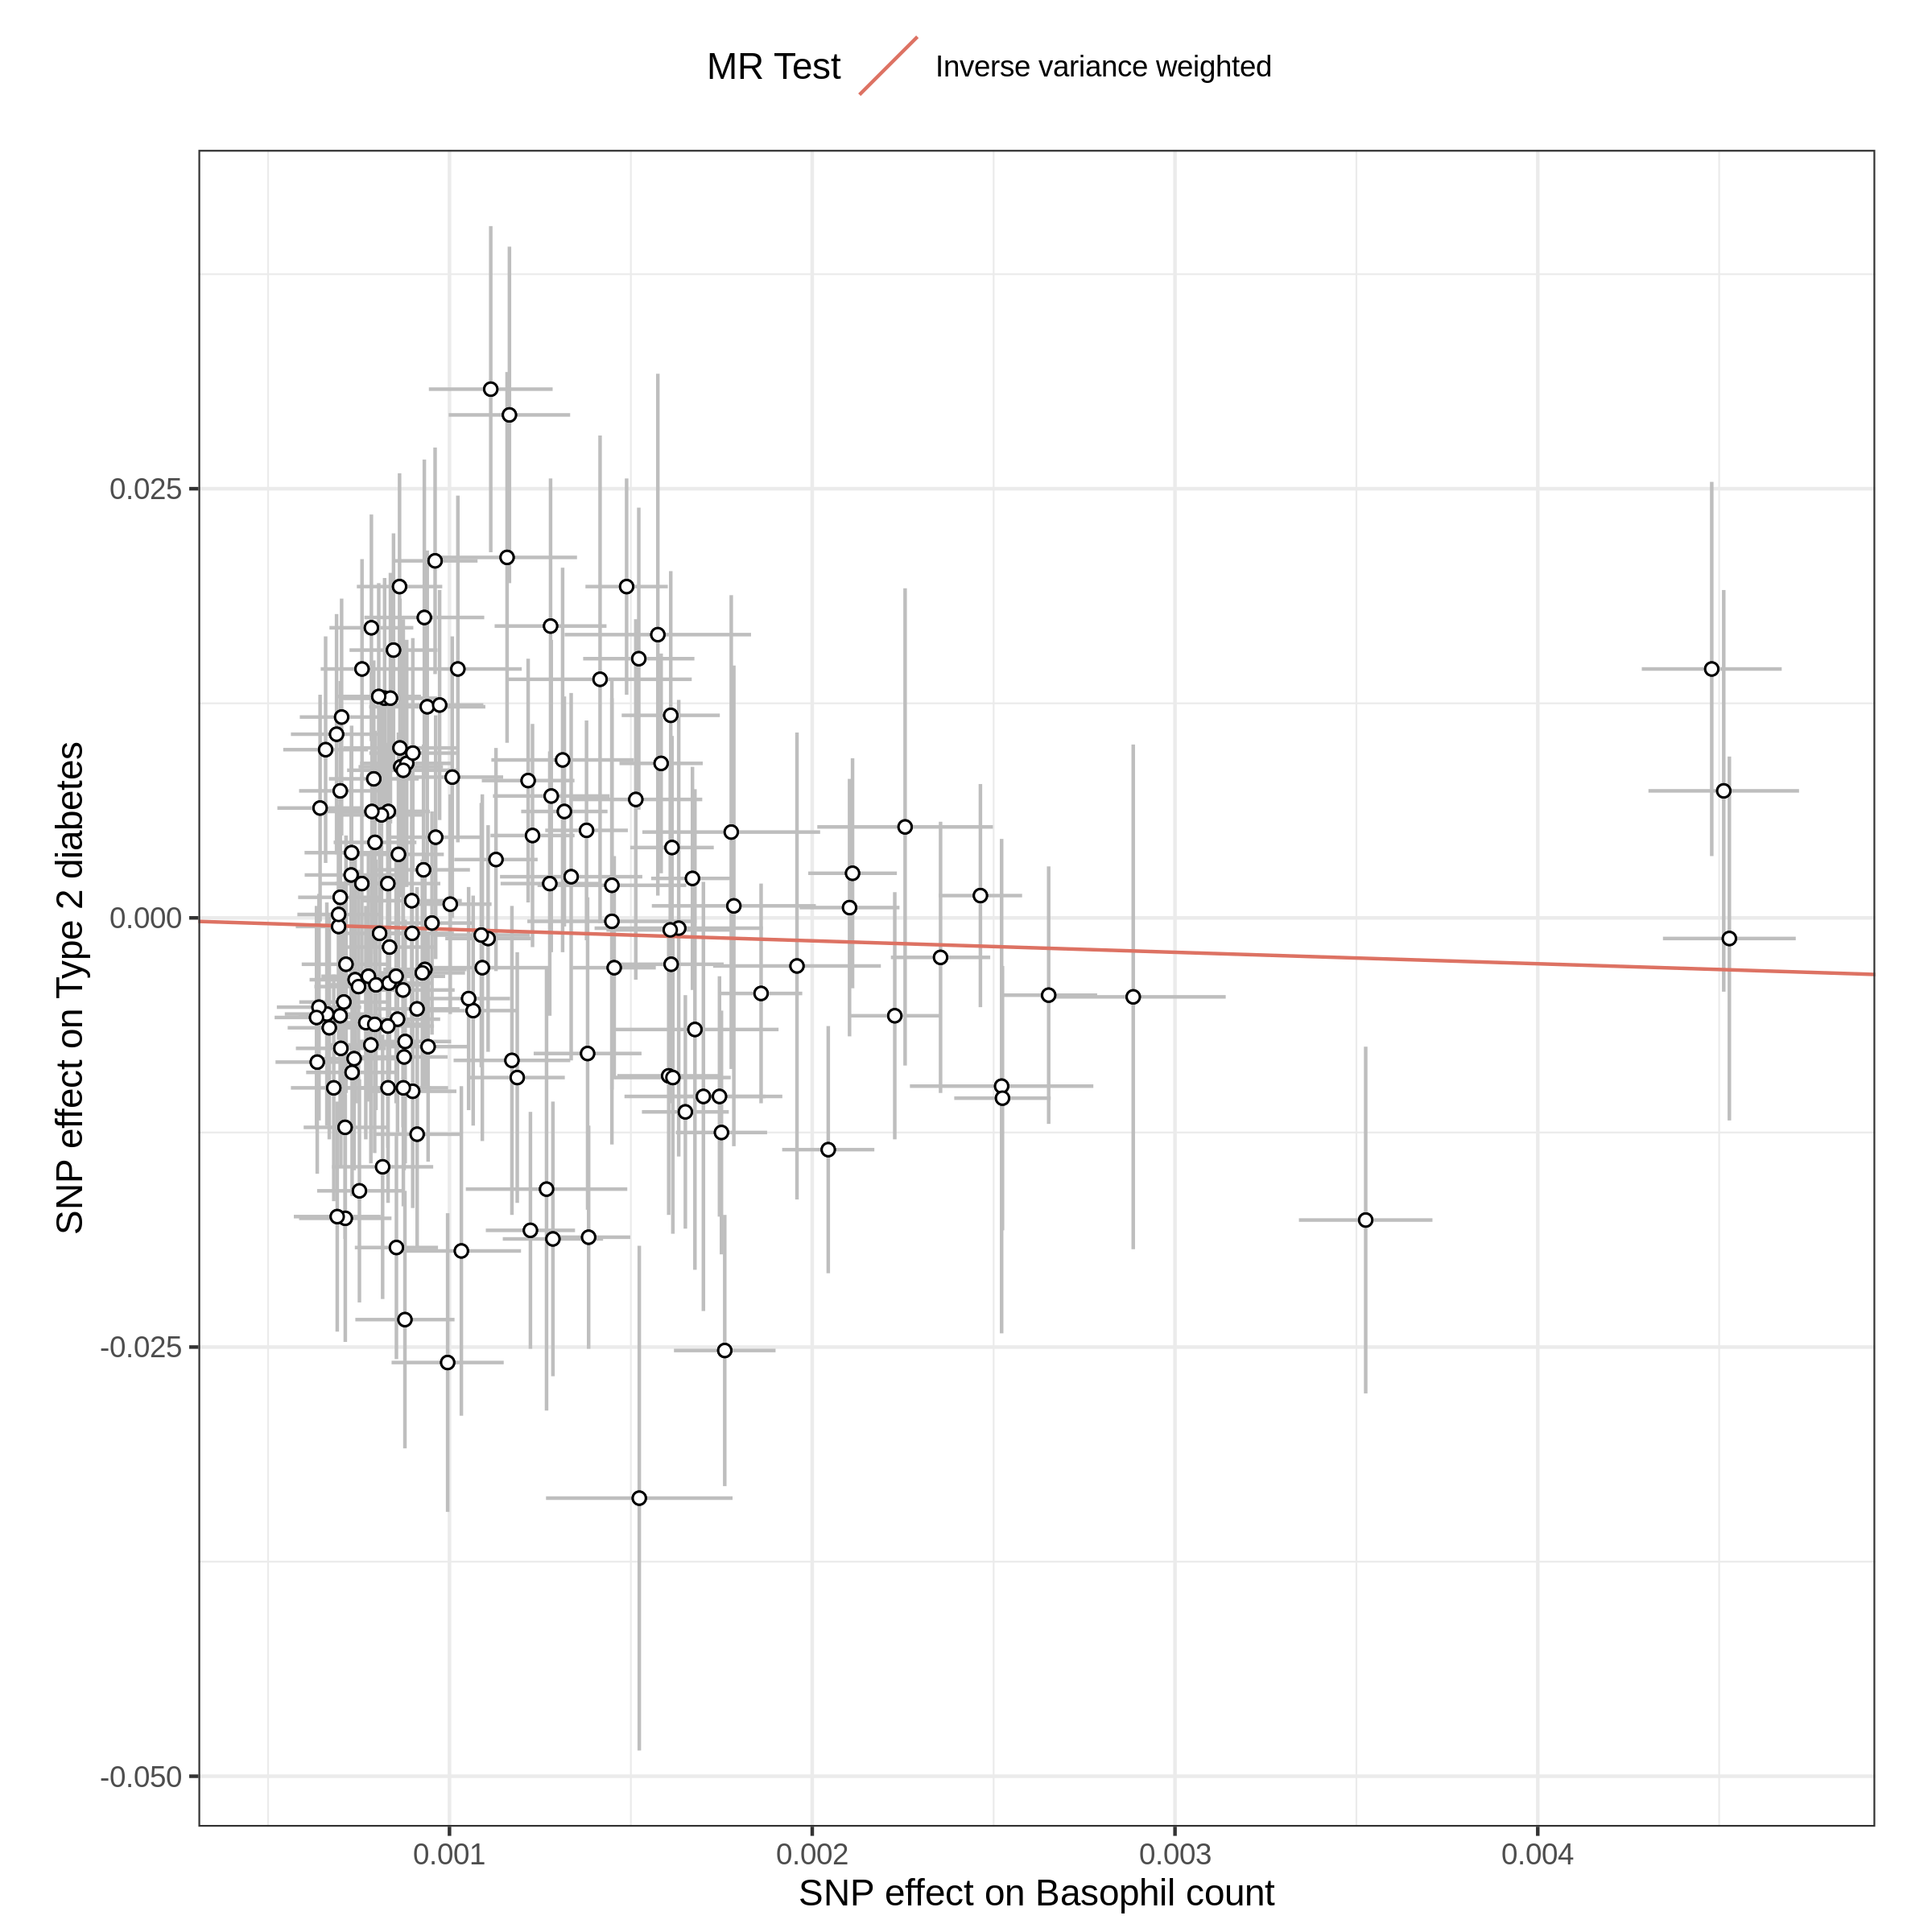 MR Test
Inverse variance weighted
SNP effect on Type 2 diabetes
0.025
0.000
-0.025
-0.050
0.001
0.002
0.003
0.004
SNP effect on Basophil count